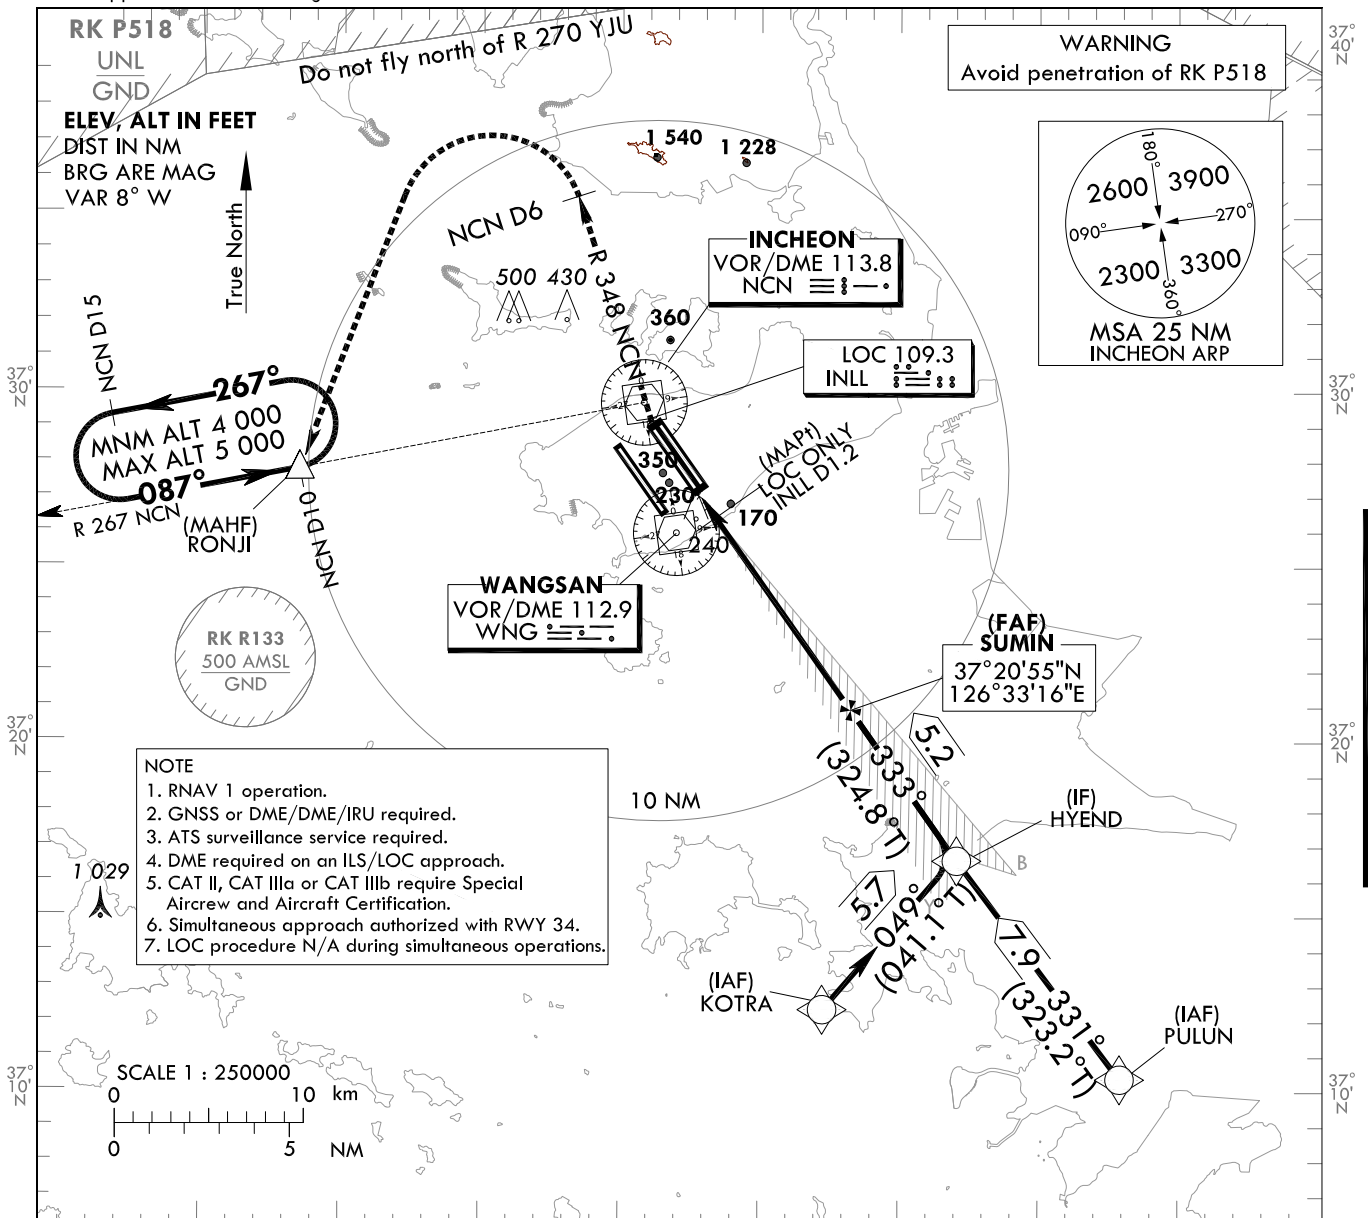 RK P518
UNL
GND
Do not fly north of R 270 YJU
WARNING
Avoid penetration of RK P518
37°
40'
N
37°
40'
ELEV, ALT IN FEET
DIST IN NM
BRG ARE MAG
VAR 8° W
True North
1 540
1 228
180°
2600
3900
090°
270°
2300
3300
360°
MSA 25 NM
INCHEON ARP
NCN D6
R 348 NCN
500
430
360
INCHEON
VOR/DME 113.8
NCN
LOC 109.3
INLL
37°
30'
N
37°
30'
N
NCN D15
267°
MNM ALT 4 000
MAX ALT 5 000
087°
R 267 NCN
(MAHF)
RONJI
NCN D10
350
230
170
240
(MAPt)
LOC ONLY
INLL D1.2
WANGSAN
VOR/DME 112.9
WNG
18
RK R133
500 AMSL
GND
(FAF)
SUMIN
37°20'55"N
126°33'16"E
37°
20'
N
37°
20'
N
5.2
333°
(324.8°T)
10 NM
(IF)
HYEND
B
NOTE
1. RNAV 1 operation.
2. GNSS or DME/DME/IRU required.
3. ATS surveillance service required.
4. DME required on an ILS/LOC approach.
5. CAT II, CAT IIIa or CAT IIIb require Special
Aircrew and Aircraft Certification.
6. Simultaneous approach authorized with RWY 34.
7. LOC procedure N/A during simultaneous operations.
1 029
5.7
049°
(041.1°T)
(IAF)
KOTRA
7.9
331°
(323.2°T)
(IAF)
PULUN
37°
10'
N
37°
10'
N
SCALE 1 : 250000
0
10
km
0
5
NM